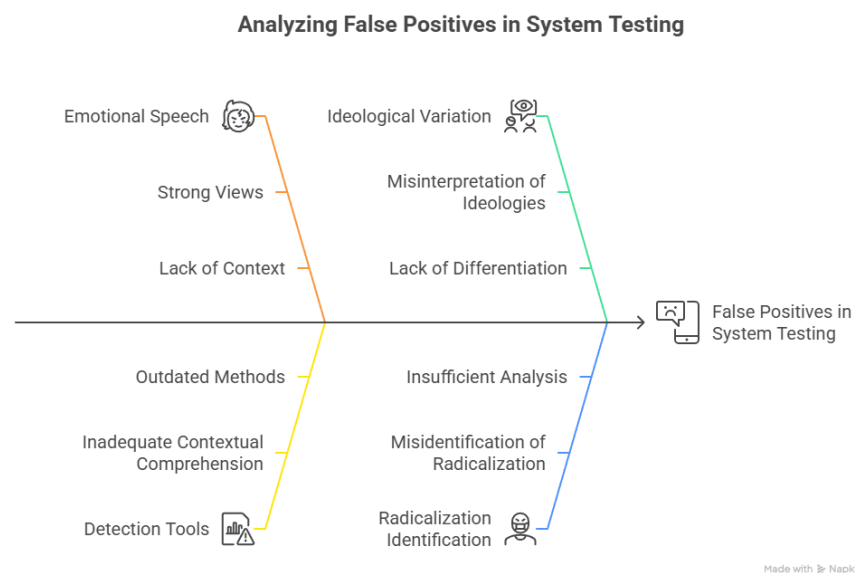 Analyzing False Positives in System Testing
Emotional Speech
Ideological Variation
Strong Views
Misinterpretation of
Ideologies
Lack of Context
Lack of Differentiation
False Positives in
System Testing
Outdated Methods
Insufficient Analysis
Inadequate Contextual
Comprehension
Misidentification of
Radicalization
Detection Tools
Radicalization
Identification
Made with Napk